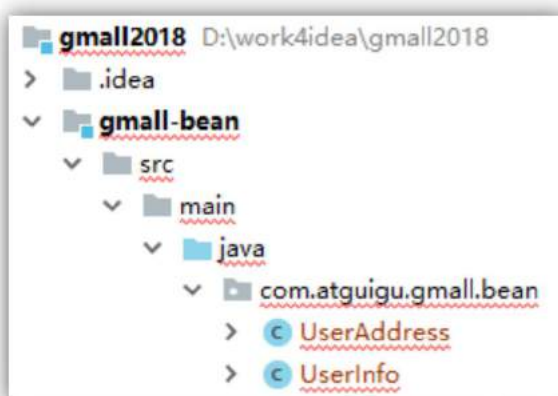 gmall2018 D:\work4idea\gmall2018
.idea
gmall-bean
src
main
java
com.atguigu.gmall.bean
UserAddress
UserInfo